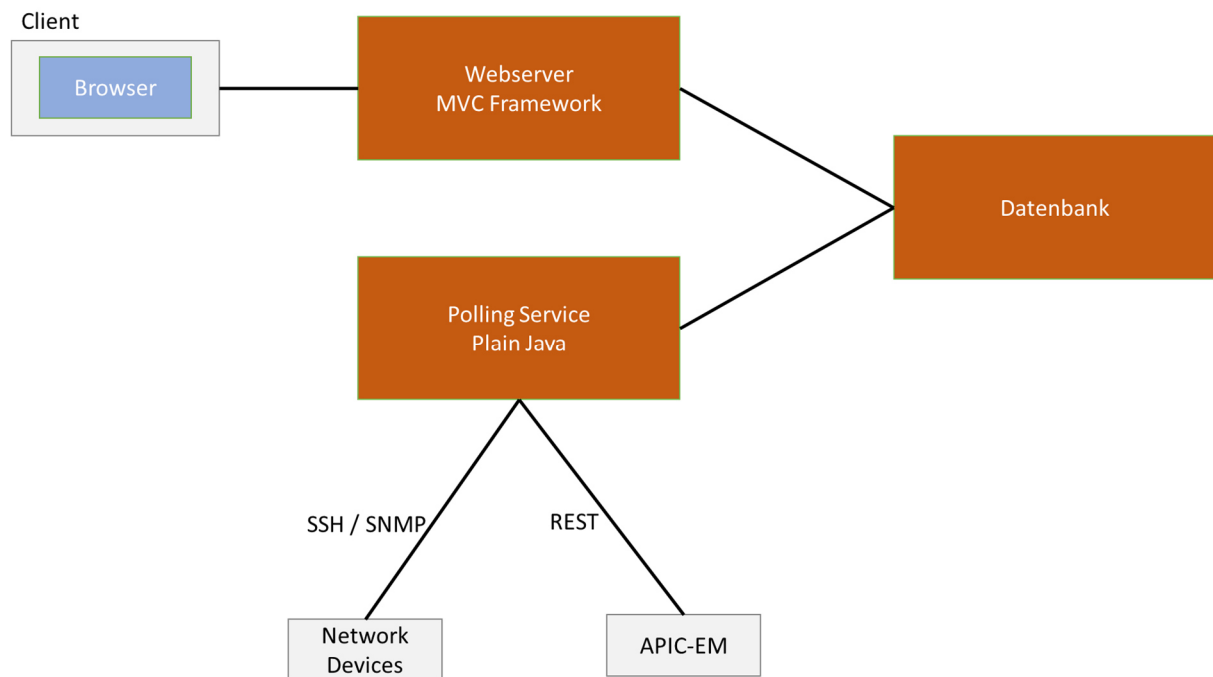 Client
Browser
Webserver
MVC Framework
Datenbank
Polling Service
Plain Java
SSH / SNMP
REST
Network
Devices
APIC-EM